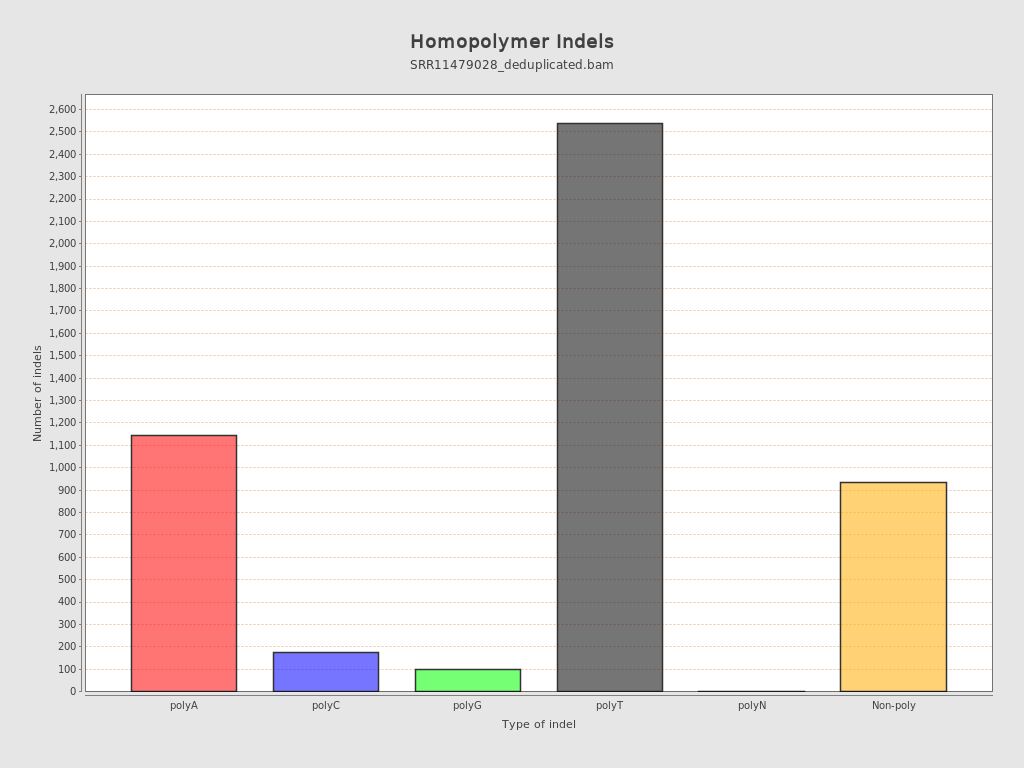 Homopolymer Indels
SRR11479028_deduplicated.bam
2,600
2,500
2,400
2,300
2,200
2,100
2,000
1,900
1,800
1,700
1,600
1,500
1,400
1,300
1,200
1,100
1,000
900
800
700
600
500
400
300
200
100
0
Number of indels
polyA
polyC
polyG
polyT
polyN
Non-poly
Type of indel